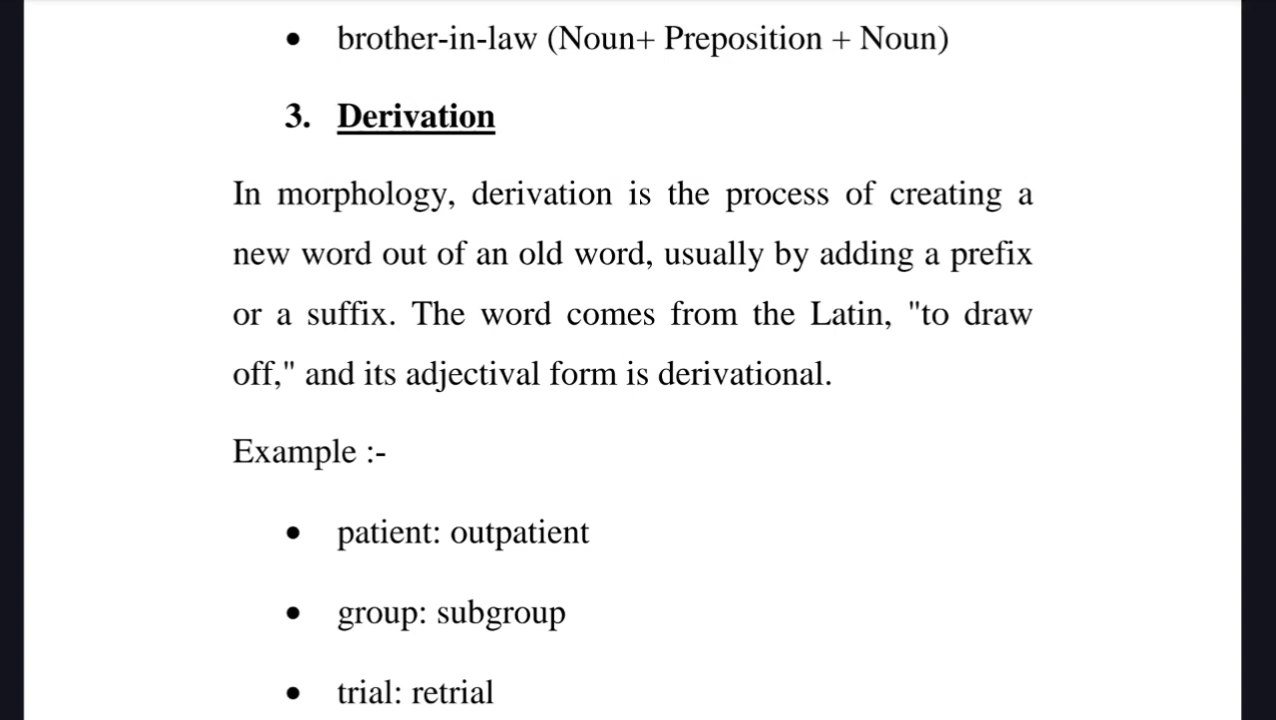 • brother-in-law (Noun+ Preposition + Noun)
3. Derivation
In morphology, derivation is the process of creating a
new word out of an old word, usually by adding a prefix
or a suffix. The word comes from the Latin, "to draw
off," and its adjectival form is derivational.
Example :-
• patient: outpatient
• group: subgroup
• trial: retrial